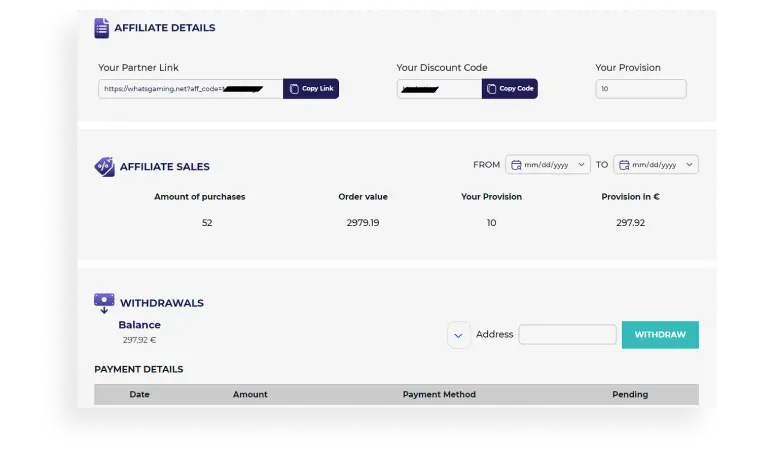 AFFILIATE DETAILS
Your Partner Link Your Discount Code Your Provision
https://whatsgaming.net?aff_code= Copy Link Copy Code 10
AFFILIATE SALES FROM mm/dd/yyyy TO mm/dd/yyyy
Amount of purchases Order value Your Provision Provision in €
52 2979.19 10 297.92
WITHDRAWALS
Balance
297,92 € Address WITHDRAW
PAYMENT DETAILS
Date Amount Payment Method Pending